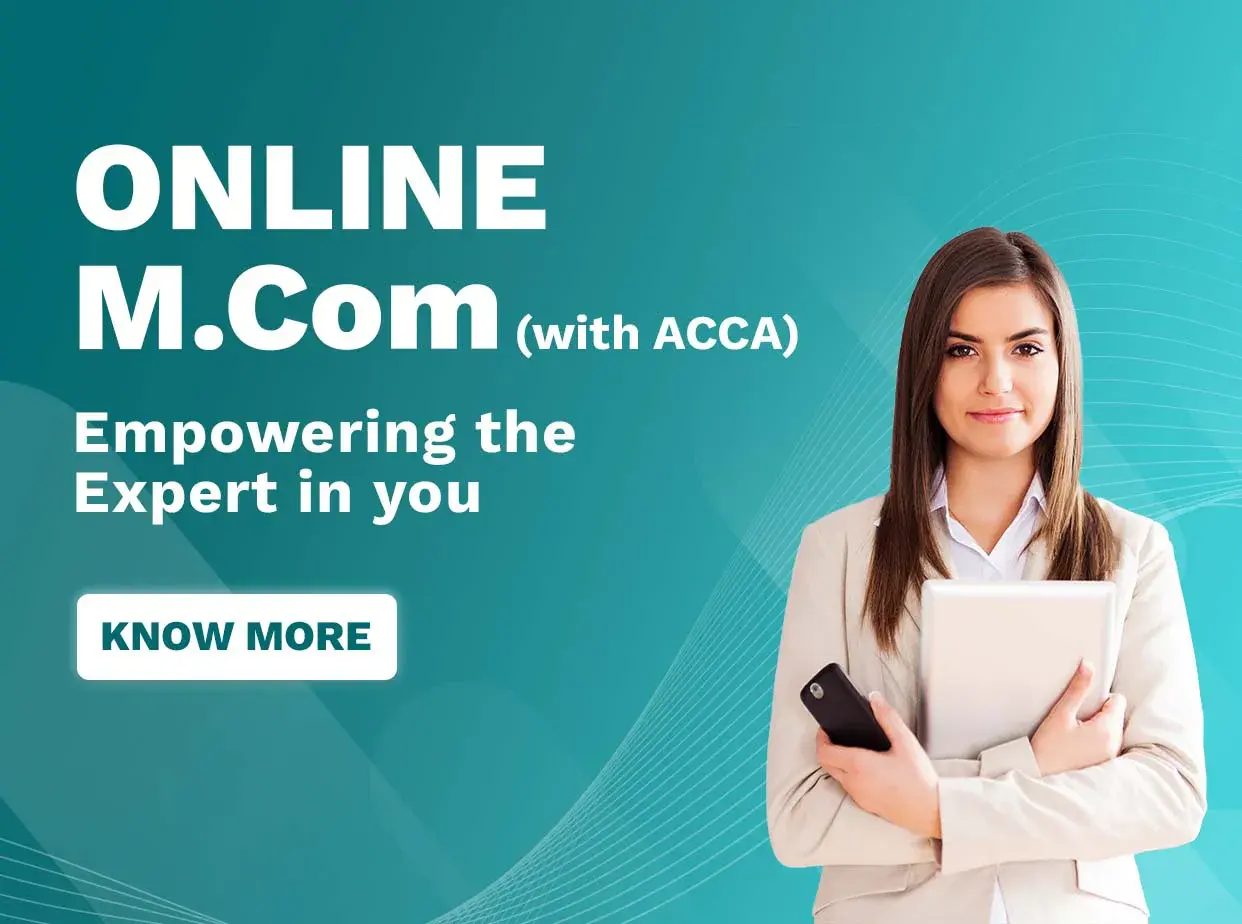 ONLINE
M.Com (with ACCA)
Empowering the
Expert in you
KNOW MORE